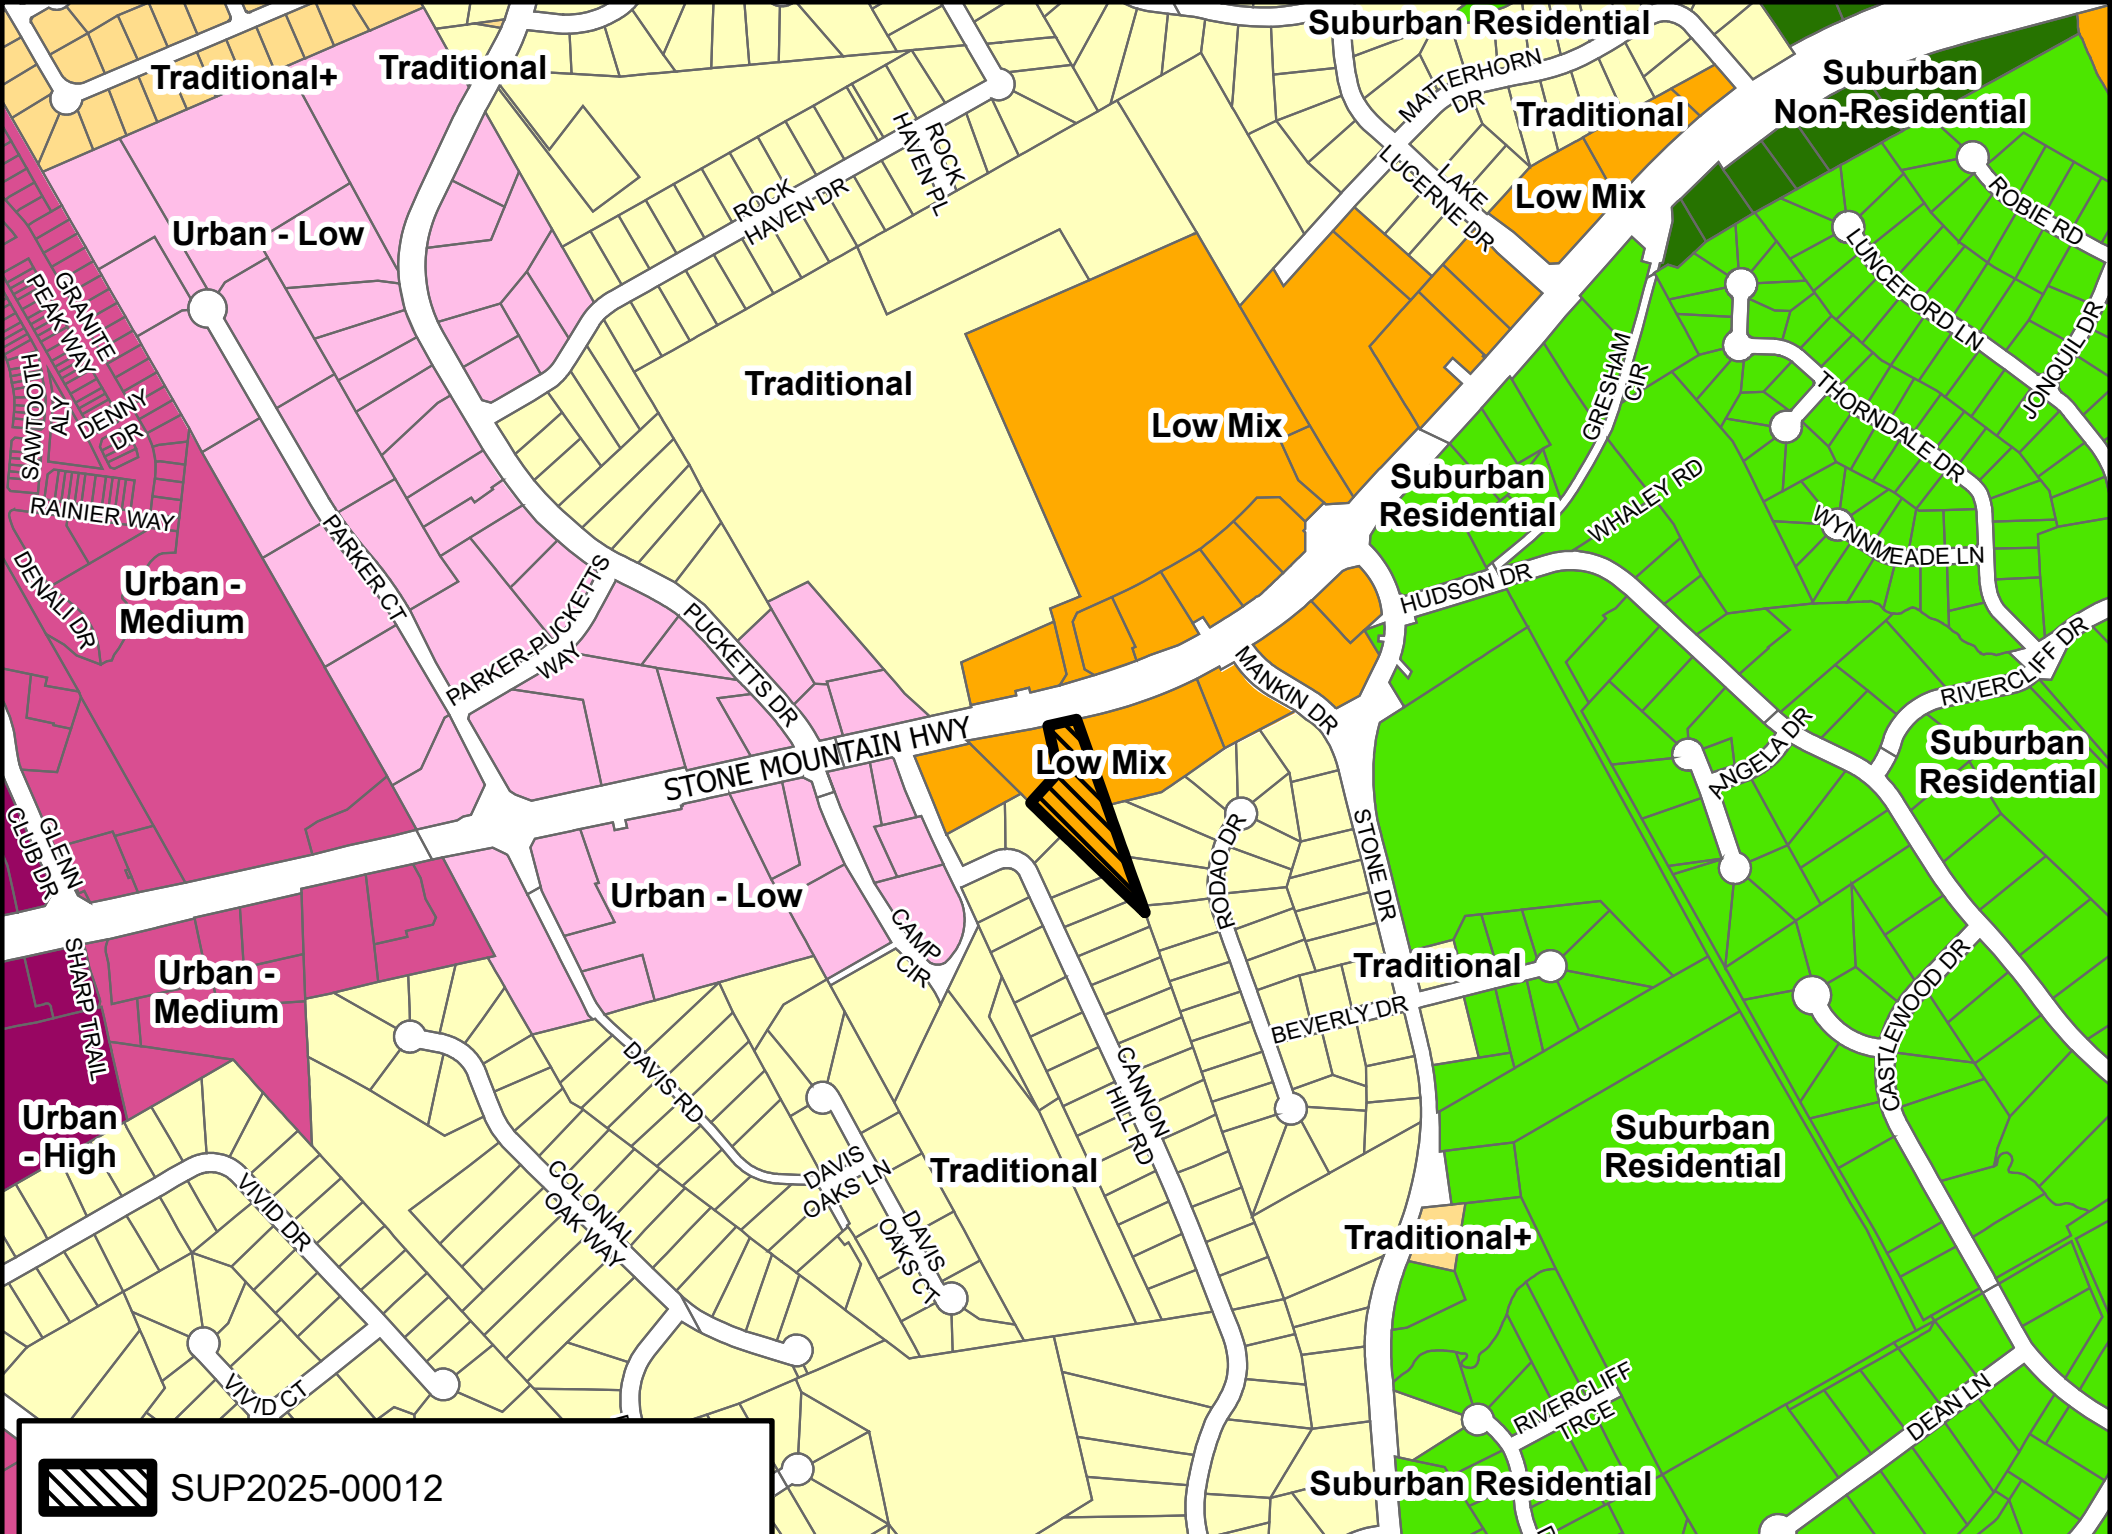 Suburban Residential
Traditional+
Traditional
MATTERHORN
DR
Suburban
Non-Residential
Traditional
ROCK
HAVEN PL
ROCK
HAVEN DR
LAKE
LUCERNE DR
Low Mix
ROBIE RD
LUNCEFORD LN
JONQUIL DR
Urban - Low
GRANITE
PEAK WAY
SAWTOOTH
ALY
DENNY
DR
RAINIER WAY
DENALI DR
Traditional
Low Mix
GRESHAM
CIR
THORNDALE DR
Suburban
Residential
WHALEY RD
WYNNMEADE LN
PARKER CT
Urban -
Medium
PARKER-PUCKETTS
WAY
PUCKETTS DR
HUDSON DR
RIVERCLIFF DR
MANKIN DR
STONE MOUNTAIN HWY
Low Mix
ANGELA DR
Suburban
Residential
GLENN
CLUB DR
RODAO DR
STONE DR
Urban - Low
CAMP
CIR
SHARP TRAIL
Urban -
Medium
Traditional
BEVERLY DR
CASTLEWOOD DR
Urban
- High
DAVIS RD
CANNON
HILL RD
DAVIS
OAKS LN
Traditional
Suburban
Residential
COLONIAL
OAK WAY
DAVIS
OAKS CT
VIVID DR
Traditional+
VIVID CT
RIVERCLIFF
TRCE
DEAN LN
Suburban Residential
SUP2025-00012